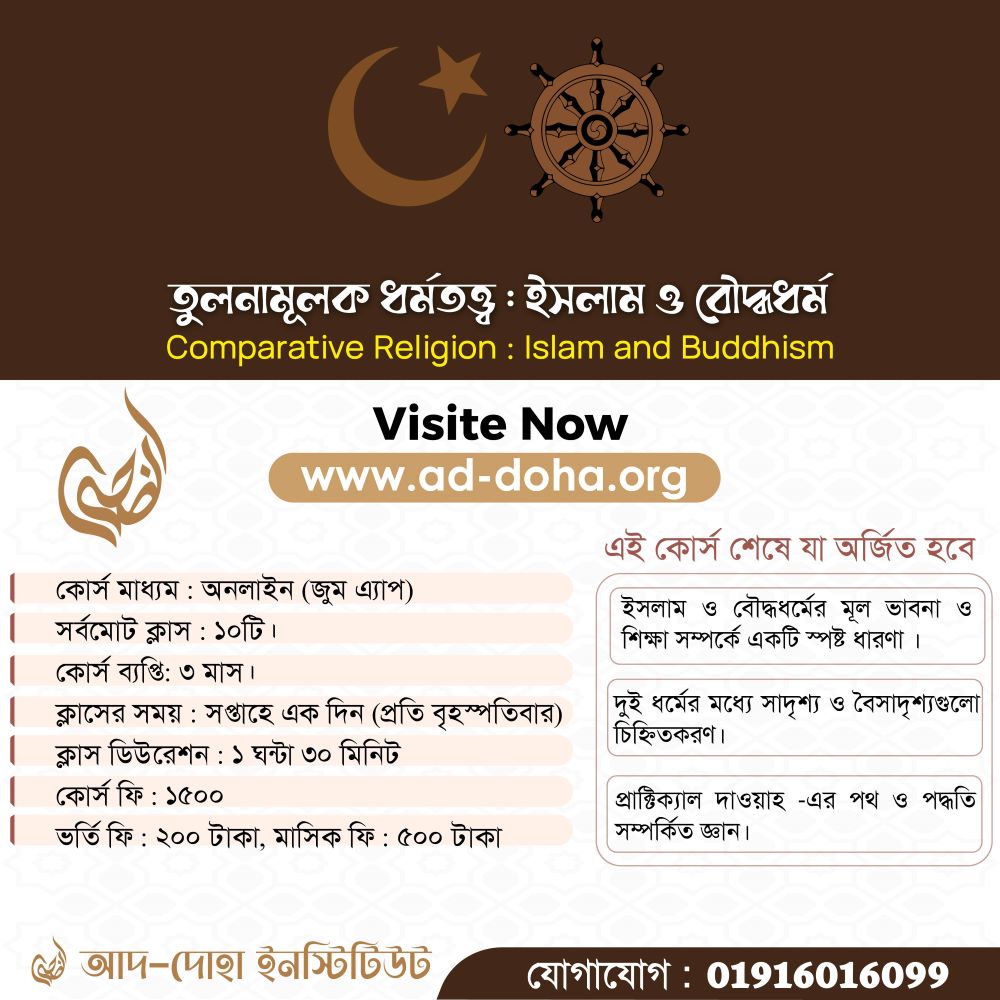 তুলনামূলক ধর্মতত্ত্ব : ইসলাম ও বৌদ্ধধর্ম
Comparative Religion : Islam and Buddhism
Visite Now
www.ad-doha.org
কোর্স মাধ্যম : অনলাইন (জুম এ্যাপ)
সর্বমোট ক্লাস : ১০টি।
কোর্স ব্যপ্তি: ৩ মাস।
ক্লাসের সময় : সপ্তাহে এক দিন (প্রতি বৃহস্পতিবার)
ক্লাস ডিউরেশন : ১ ঘন্টা ৩০ মিনিট
কোর্স ফি : ১৫০০
ভর্তি ফি : ২০০ টাকা, মাসিক ফি : ৫০০ টাকা
এই কোর্স শেষে যা অর্জিত হবে
ইসলাম ও বৌদ্ধধর্মের মূল ভাবনা ও
শিক্ষা সম্পর্কে একটি স্পষ্ট ধারণা ।
দুই ধর্মের মধ্যে সাদৃশ্য ও বৈসাদৃশ্যগুলো
চিহ্নিতকরণ।
প্রাক্টিক্যাল দাওয়াহ -এর পথ ও পদ্ধতি
সম্পর্কিত জ্ঞান।
আদ-দোহা ইনস্টিটিউট
যোগাযোগ : 01916016099